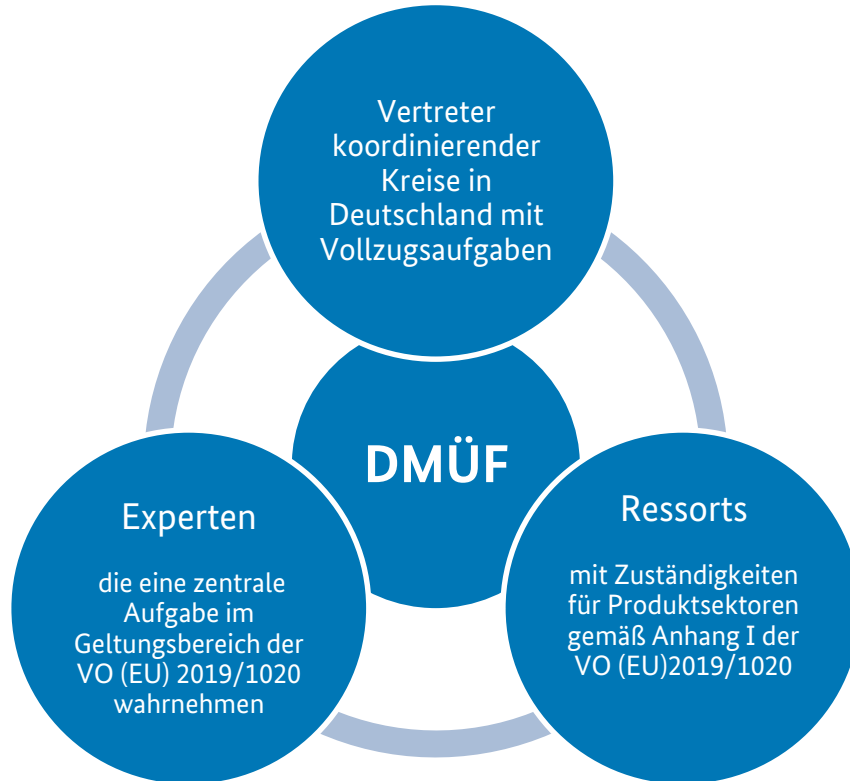 Vertreter
koordinierender
Kreise in
Deutschland mit
Vollzugsaufgaben
DMÜF
Experten
die eine zentrale
Aufgabe im
Geltungsbereich der
VO (EU) 2019/1020
wahrnehmen
Ressorts
mit Zuständigkeiten
für Produktsektoren
gemäß Anhang I der
VO (EU)2019/1020